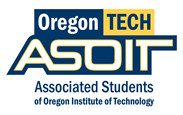 Oregon TECH
ASOIT
Associated Students
of Oregon Institute of Technology